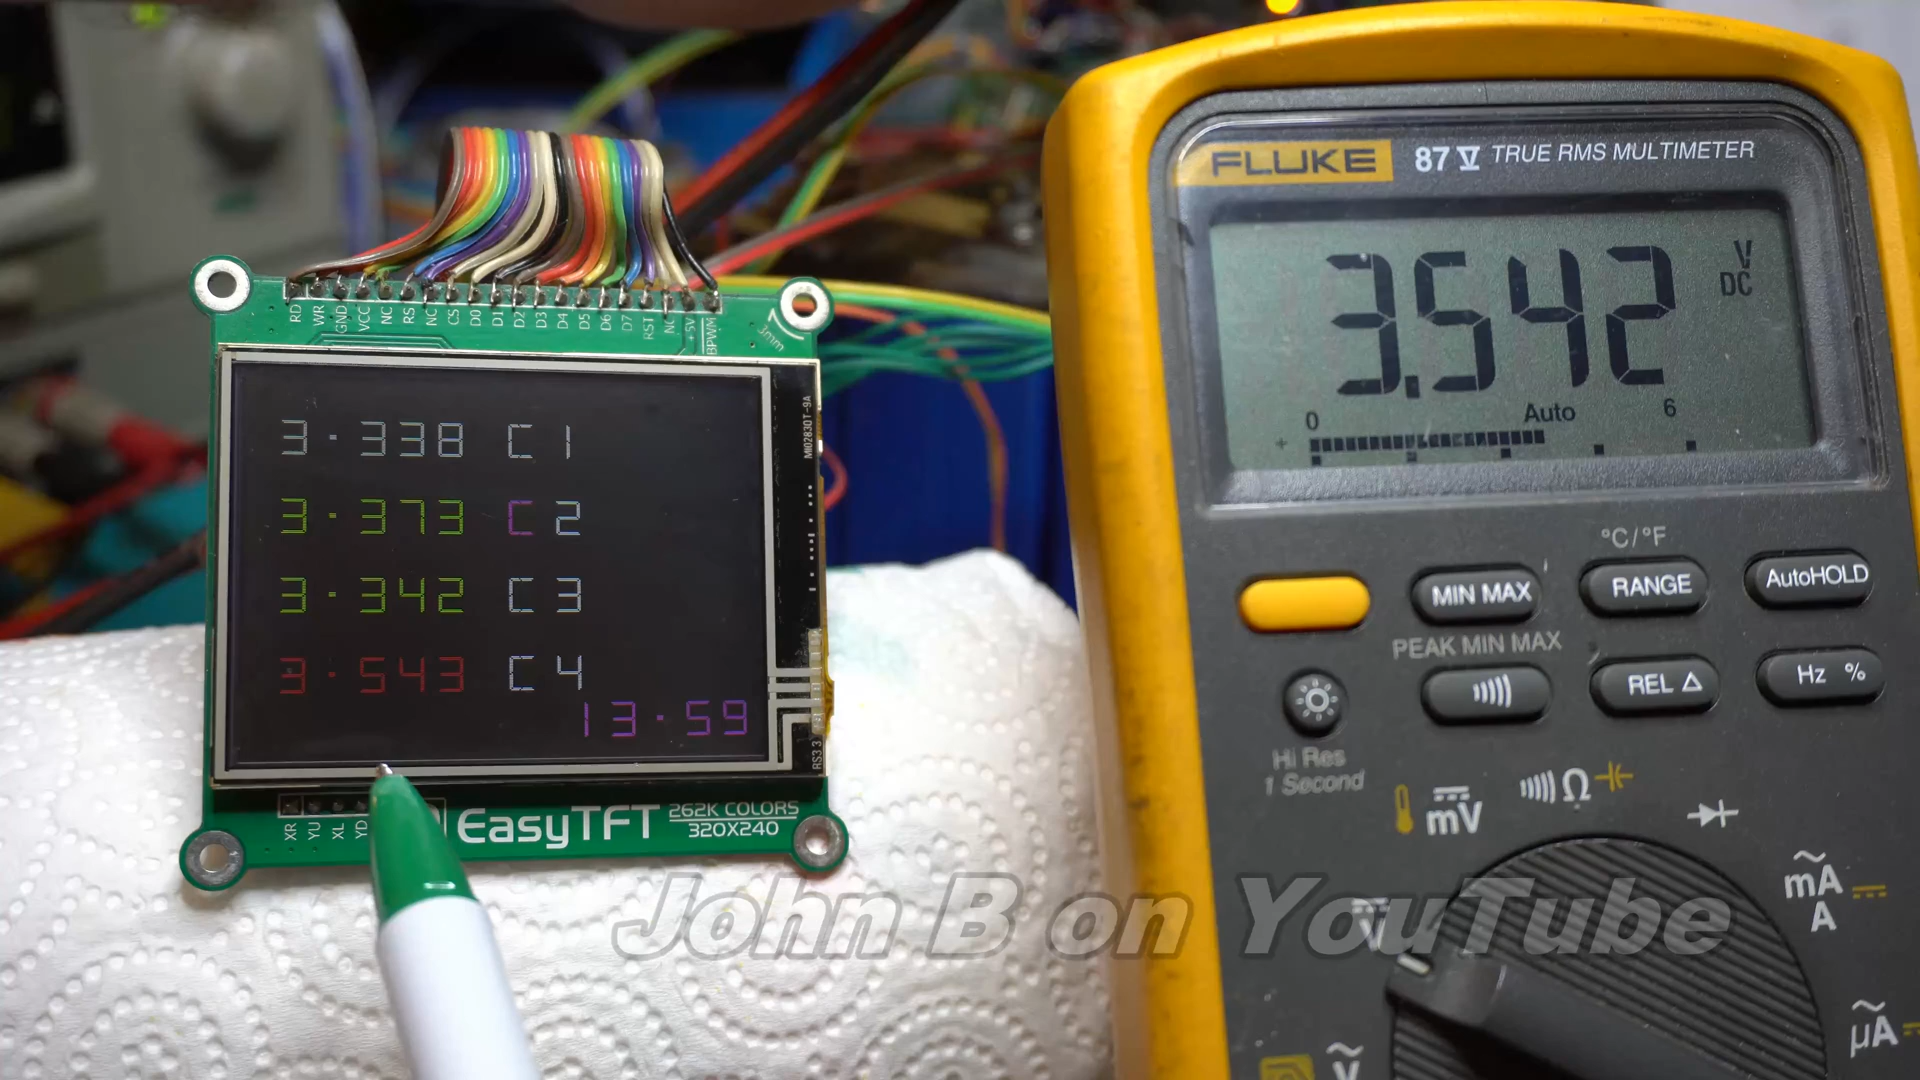 RD WR GND VCC NC RS NC CS D0 D1 D2 D3 D4 D5 D6 D7 RST NC +5V BPWM
3mm
MI0283QT-9A
3.338 C1
3.373 C2
3.342 C3
3.543 C4
13.59
XR YU XL YD
EasyTFT 262K COLORS
320X240
FLUKE 87 V TRUE RMS MULTIMETER
3.542 V
DC
0 Auto 6
+
°C/°F
MIN MAX RANGE AutoHOLD
PEAK MIN MAX
REL Δ Hz %
Hi Res
1 Second
mV Ω
mA
A
V
µA
V
John B on YouTube